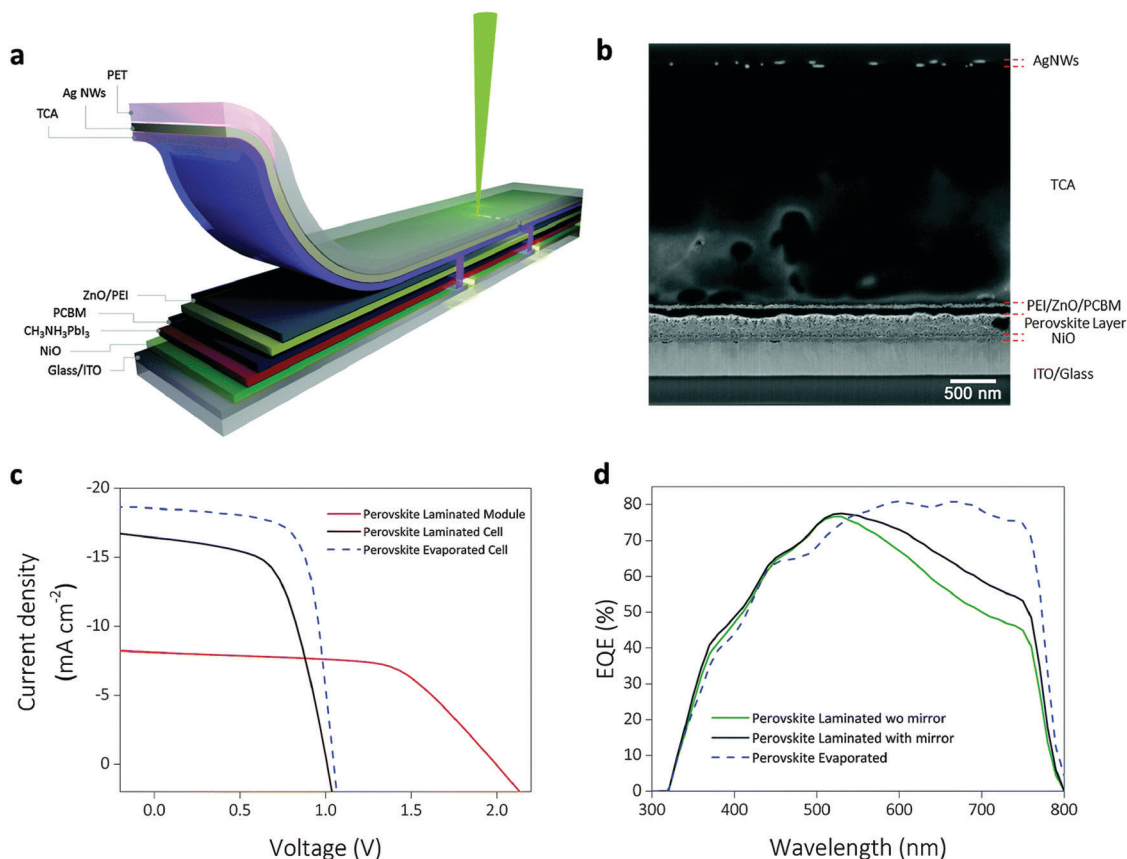 a
PET
Ag NWs
TCA
ZnO/PEI
PCBM
CH₃NH₃PbI₃
NiO
Glass/ITO
b
AgNWs
TCA
PEI/ZnO/PCBM
Perovskite Layer
NiO
ITO/Glass
500 nm
c
-20
-15
-10
-5
0
Current density
(mA cm⁻²)
Perovskite Laminated Module
Perovskite Laminated Cell
Perovskite Evaporated Cell
0.0 0.5 1.0 1.5 2.0
Voltage (V)
d
80
70
60
50
40
30
20
10
0
EQE (%)
Perovskite Laminated wo mirror
Perovskite Laminated with mirror
Perovskite Evaporated
300 400 500 600 700 800
Wavelength (nm)